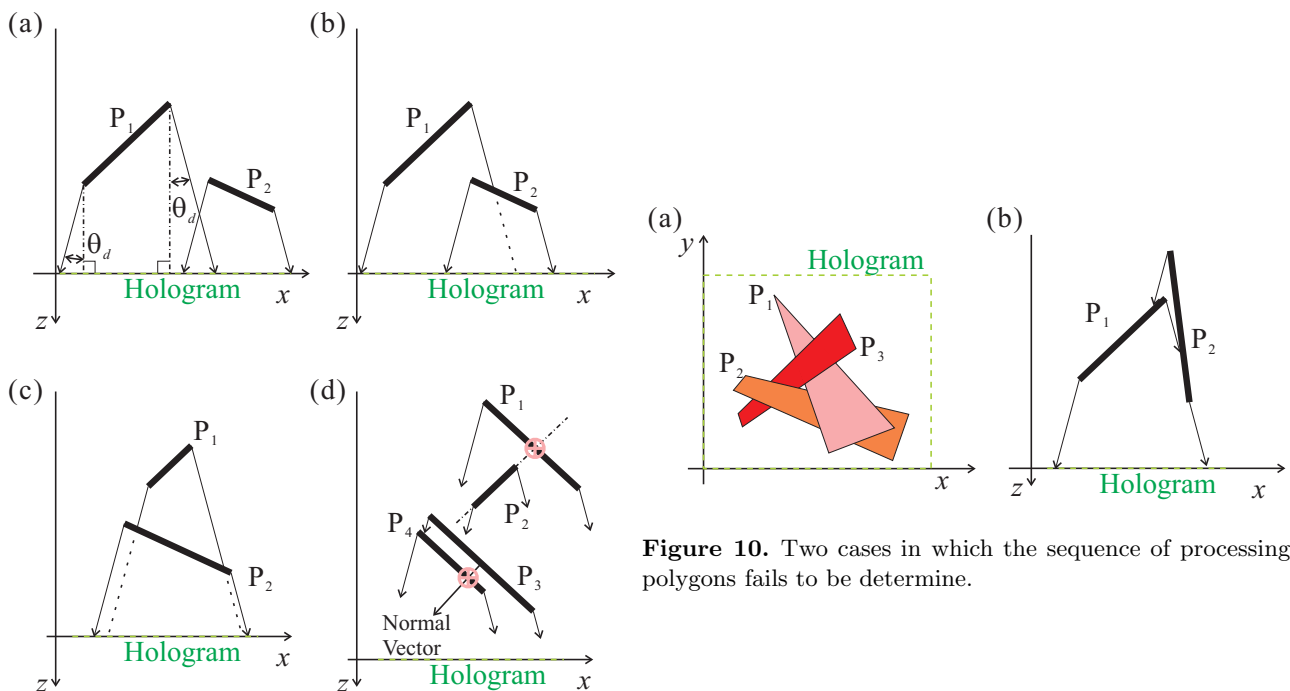 (a)
P1
P2
θd
θd
Hologram
x
z
(b)
P1
P2
Hologram
x
z
(c)
P1
P2
Hologram
x
z
(d)
P1
P2
P4
P3
Normal
Vector
Hologram
x
z
(a)
y
Hologram
P1
P3
P2
x
(b)
P1
P2
z
Hologram
x
Figure 10. Two cases in which the sequence of processing
polygons fails to be determine.